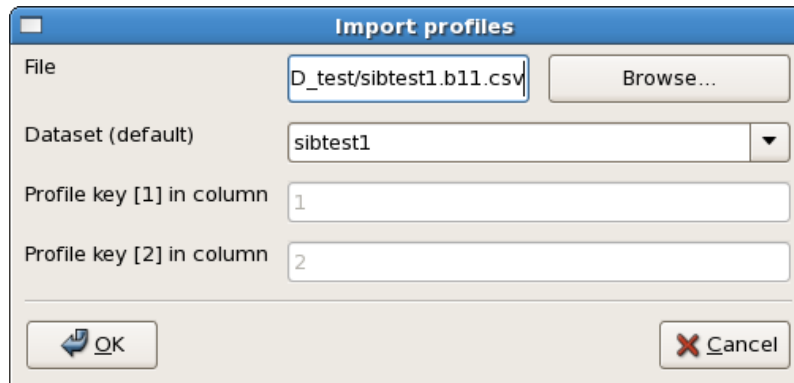 Import profiles
File
D_test/sibtest1.b11.csv
Browse...
Dataset (default)
sibtest1
Profile key [1] in column
1
Profile key [2] in column
2
OK
Cancel